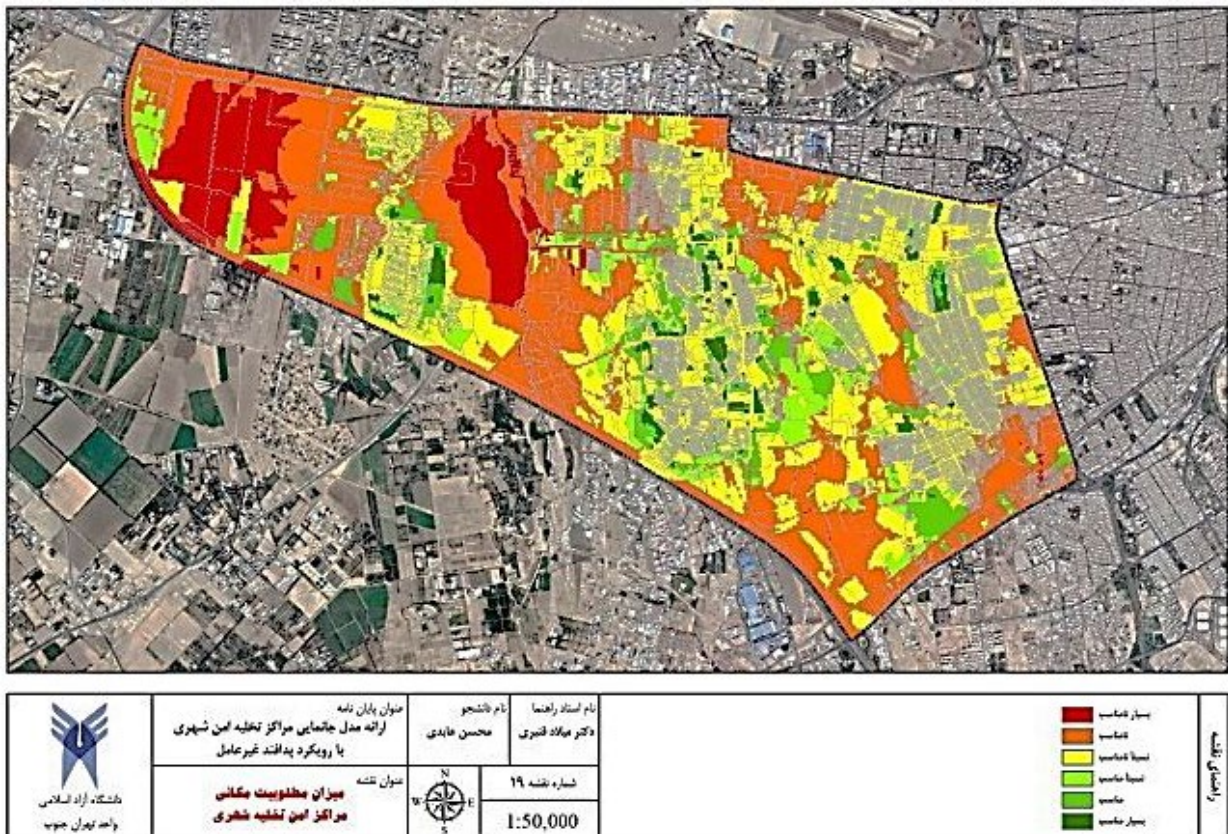 عنوان پایان نامه
ارائه مدل جانمایی مراکز تخلیه امن شهری
با رویکرد پدافند غیرعامل
عنوان نقشه
میزان مطلوبیت مکانی
مراکز امن تخلیه شهری
نام دانشجو
محسن عابدی
نام استاد راهنما
دکتر میلاد قنبری
شماره نقشه ۱۹
1:50,000
N
W
E
S
دانشگاه آزاد اسلامی
واحد تهران جنوب
راهنمای نقشه
بسیار نامناسب
نامناسب
نسبتاً نامناسب
نسبتاً مناسب
مناسب
بسیار مناسب